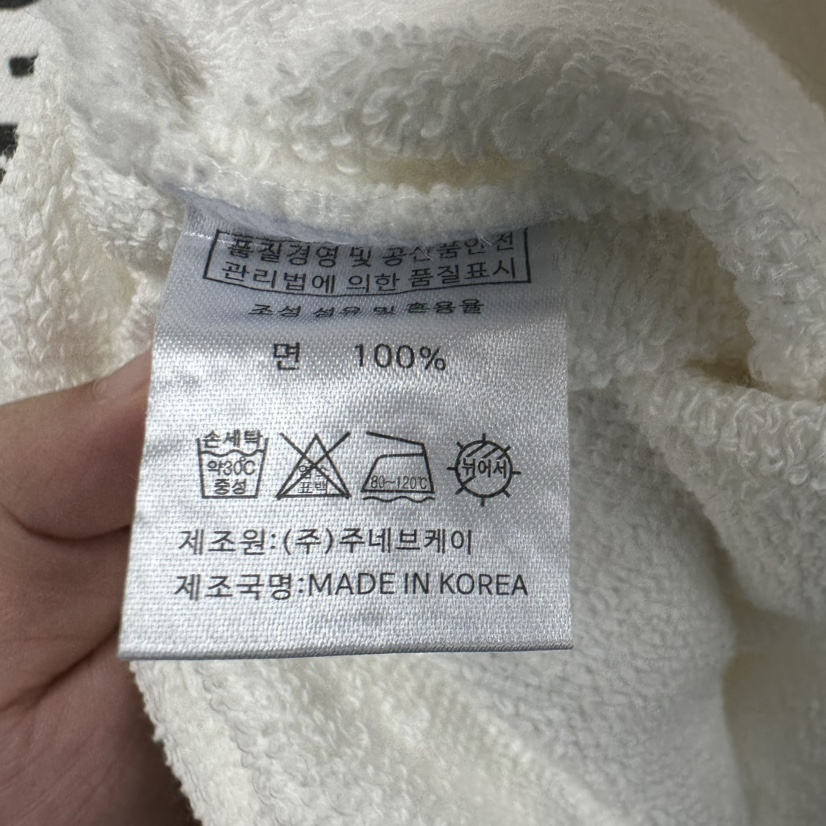 품질경영 및 공산품안전
관리법에 의한 품질표시
조성 섬유 및 혼용율
면 100%
손세탁
약30℃
중성
염소
표백
80~120℃
뉘어서
제조원:(주)주네브케이
제조국명:MADE IN KOREA